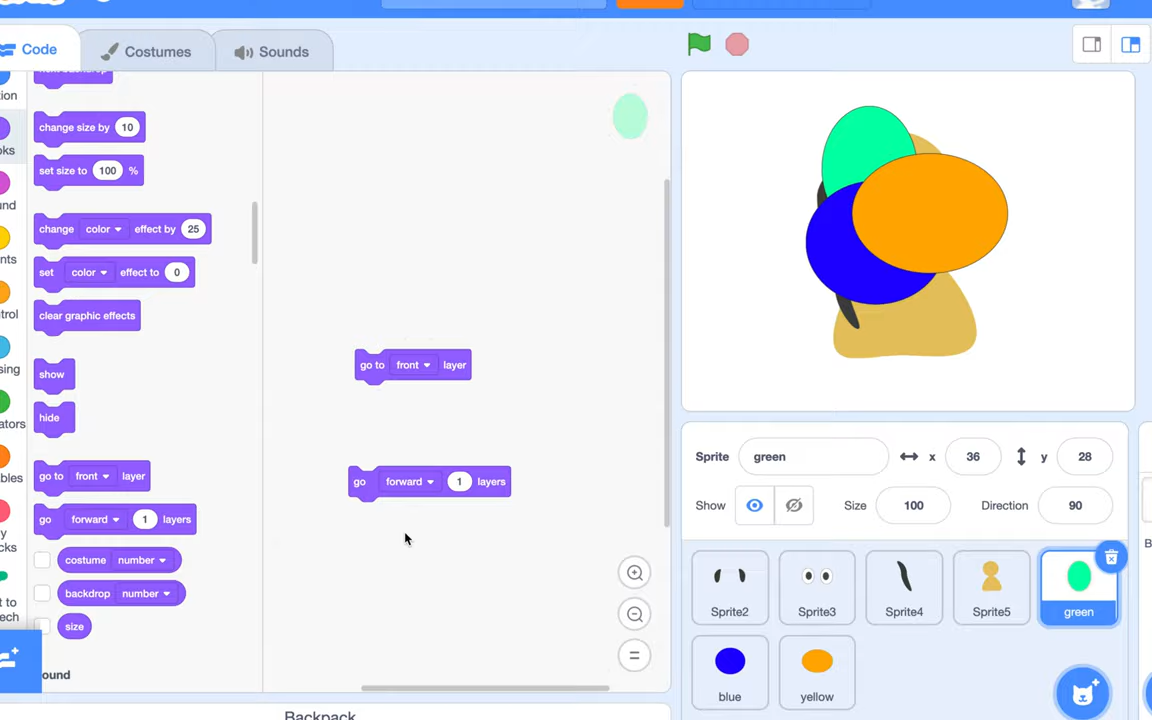 Code
Costumes
Sounds
change size by 10
set size to 100 %
change color effect by 25
set color effect to 0
clear graphic effects
show
hide
go to front layer
go forward 1 layers
costume number
backdrop number
size
go to front layer
go forward 1 layers
Sprite green x 36 y 28
Show Size 100 Direction 90
Sprite2
Sprite3
Sprite4
Sprite5
green
blue
yellow
Backpack